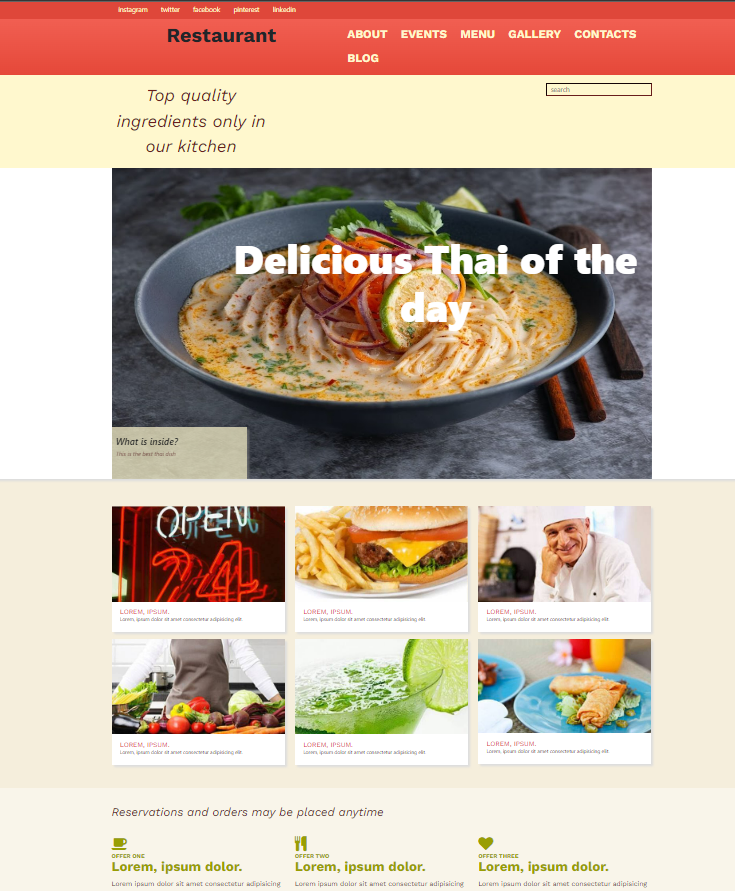 instagram twitter facebook pinterest linkedin
Restaurant
ABOUT EVENTS MENU GALLERY CONTACTS
BLOG
Top quality
ingredients only in
our kitchen
search
Delicious Thai of the
day
What is inside?
This is the best thai dish
OPEN
24
LOREM, IPSUM.
Lorem, ipsum dolor sit amet consectetur adipisicing elit.
LOREM, IPSUM.
Lorem, ipsum dolor sit amet consectetur adipisicing elit.
LOREM, IPSUM.
Lorem, ipsum dolor sit amet consectetur adipisicing elit.
LOREM, IPSUM.
Lorem, ipsum dolor sit amet consectetur adipisicing elit.
LOREM, IPSUM.
Lorem, ipsum dolor sit amet consectetur adipisicing elit.
LOREM, IPSUM.
Lorem, ipsum dolor sit amet consectetur adipisicing elit.
Reservations and orders may be placed anytime
OFFER ONE
Lorem, ipsum dolor.
Lorem ipsum dolor sit amet consectetur adipisicing
OFFER TWO
Lorem, ipsum dolor.
Lorem ipsum dolor sit amet consectetur adipisicing
OFFER THREE
Lorem, ipsum dolor.
Lorem ipsum dolor sit amet consectetur adipisicing